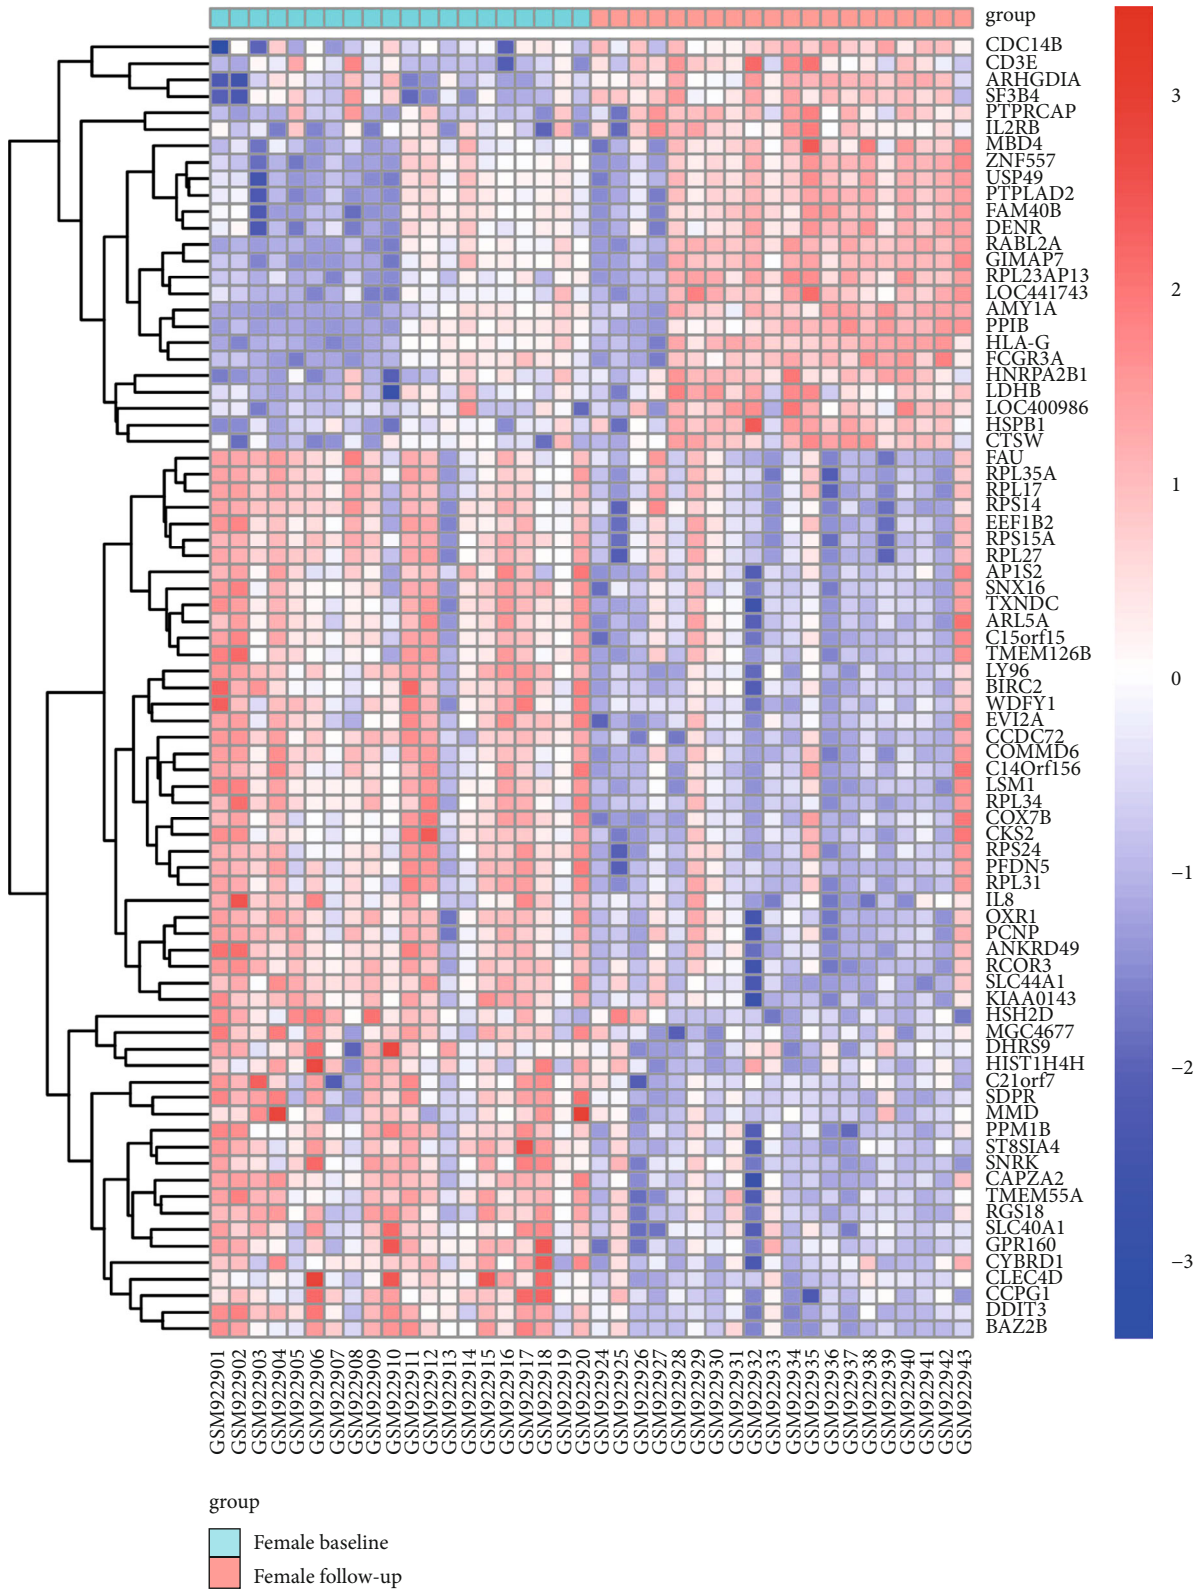 group
CDC14B
CD3E
ARHGDIA
SF3B4
PTPRCAP
IL2RB
MBD4
ZNF557
USP49
PTPLAD2
FAM40B
DENR
RABL2A
GIMAP7
RPL23AP13
LOC441743
AMY1A
PPIB
HLA-G
FCGR3A
HNRPA2B1
LDHB
LOC400986
HSPB1
CTSW
FAU
RPL35A
RPL17
RPS14
EEF1B2
RPS15A
RPL27
AP1S2
SNX16
TXNDC
ARL5A
C15orf15
TMEM126B
LY96
BIRC2
WDFY1
EVI2A
CCDC72
COMMD6
C14Orf156
LSM1
RPL34
COX7B
CKS2
RPS24
PFDN5
RPL31
IL8
OXR1
PCNP
ANKRD49
RCOR3
SLC44A1
KIAA0143
HSH2D
MGC4677
DHRS9
HIST1H4H
C21orf7
SDPR
MMD
PPM1B
ST8SIA4
SNRK
CAPZA2
TMEM55A
RGS18
SLC40A1
GPR160
CYBRD1
CLEC4D
CCPG1
DDIT3
BAZ2B
3
2
1
0
−1
−2
−3
GSM922901
GSM922902
GSM922903
GSM922904
GSM922905
GSM922906
GSM922907
GSM922908
GSM922909
GSM922910
GSM922911
GSM922912
GSM922913
GSM922914
GSM922915
GSM922916
GSM922917
GSM922918
GSM922919
GSM922920
GSM922924
GSM922925
GSM922926
GSM922927
GSM922928
GSM922929
GSM922930
GSM922931
GSM922932
GSM922933
GSM922934
GSM922935
GSM922936
GSM922937
GSM922938
GSM922939
GSM922940
GSM922941
GSM922942
GSM922943
group
Female baseline
Female follow-up